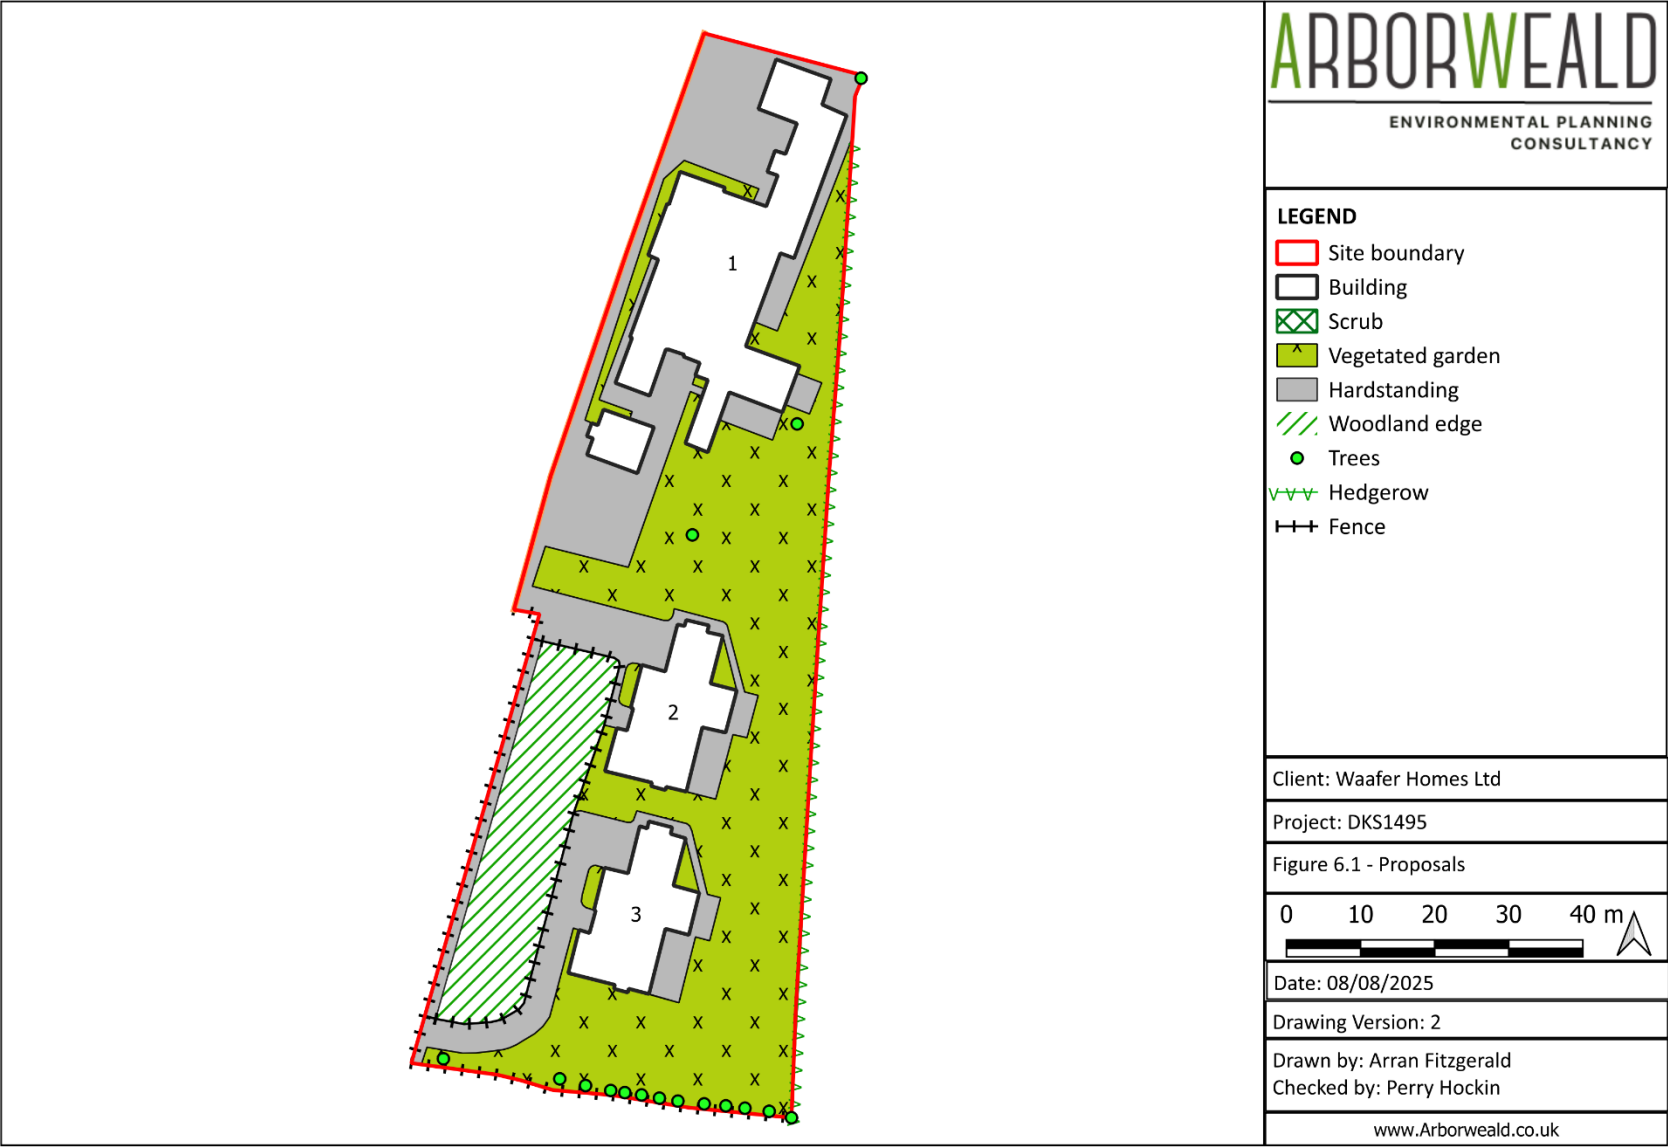 ARBORWEALD
ENVIRONMENTAL PLANNING
CONSULTANCY
LEGEND
Site boundary
Building
Scrub
Vegetated garden
Hardstanding
Woodland edge
Trees
Hedgerow
Fence
1
2
3
Client: Waafer Homes Ltd
Project: DKS1495
Figure 6.1 - Proposals
0 10 20 30 40 m
Date: 08/08/2025
Drawing Version: 2
Drawn by: Arran Fitzgerald
Checked by: Perry Hockin
www.Arborweald.co.uk